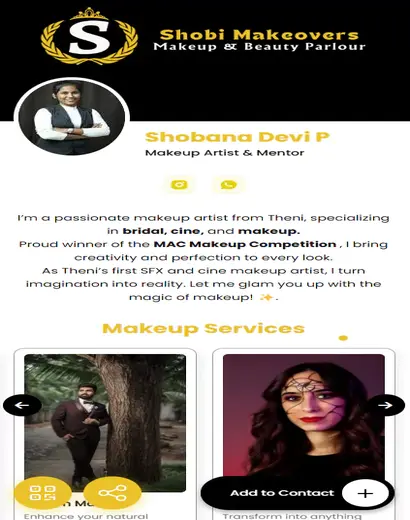 S
Shobi Makeovers
Makeup & Beauty Parlour
Shobana Devi P
Makeup Artist & Mentor
I'm a passionate makeup artist from Theni, specializing
in bridal, cine, and makeup.
Proud winner of the MAC Makeup Competition , I bring
creativity and perfection to every look.
As Theni's first SFX and cine makeup artist, I turn
imagination into reality. Let me glam you up with the
magic of makeup! ✨.
Makeup Services
Add to Contact
Enhance your natural
Transform into anything